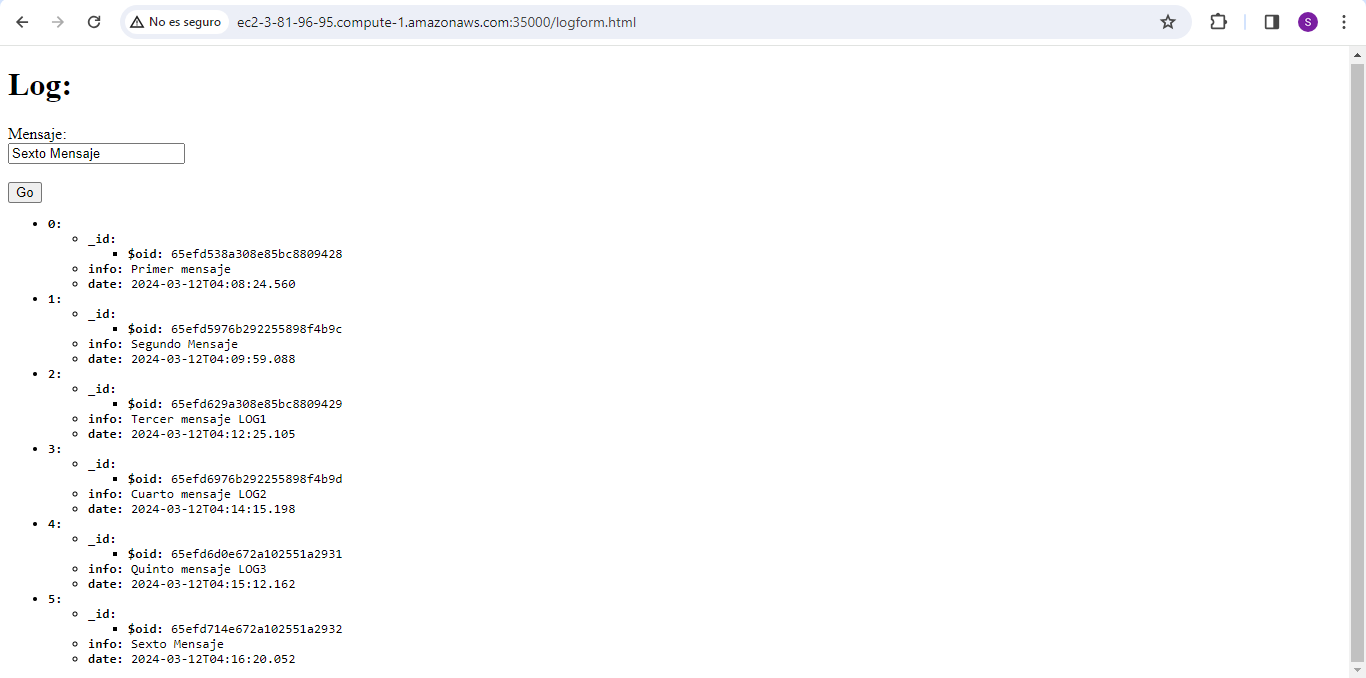 No es seguro ec2-3-81-96-95.compute-1.amazonaws.com:35000/logform.html S
Log:
Mensaje:
Sexto Mensaje
Go
0:
_id:
$oid: 65efd538a308e85bc8809428
info: Primer mensaje
date: 2024-03-12T04:08:24.560
1:
_id:
$oid: 65efd5976b292255898f4b9c
info: Segundo Mensaje
date: 2024-03-12T04:09:59.088
2:
_id:
$oid: 65efd629a308e85bc8809429
info: Tercer mensaje LOG1
date: 2024-03-12T04:12:25.105
3:
_id:
$oid: 65efd6976b292255898f4b9d
info: Cuarto mensaje LOG2
date: 2024-03-12T04:14:15.198
4:
_id:
$oid: 65efd6d0e672a102551a2931
info: Quinto mensaje LOG3
date: 2024-03-12T04:15:12.162
5:
_id:
$oid: 65efd714e672a102551a2932
info: Sexto Mensaje
date: 2024-03-12T04:16:20.052